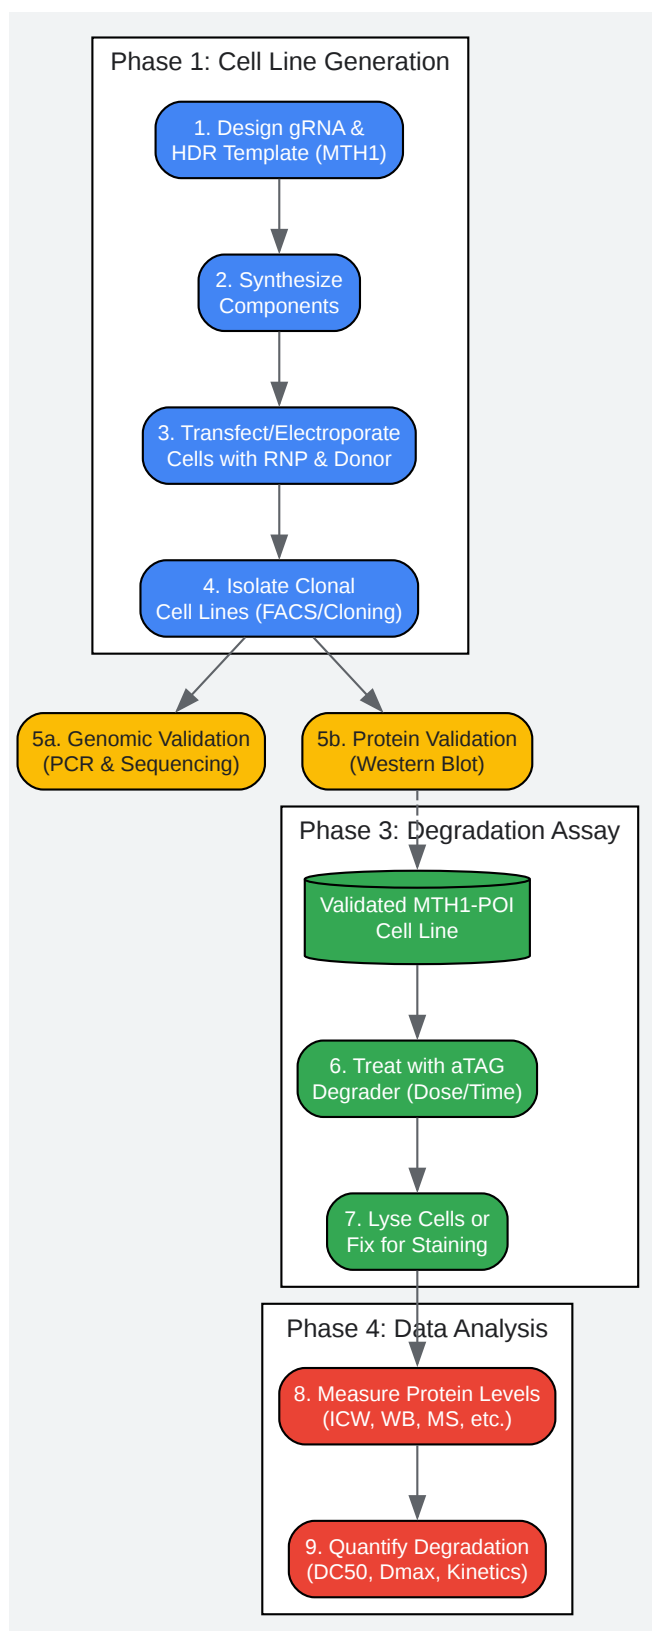 Phase 1: Cell Line Generation
1. Design gRNA &
HDR Template (MTH1)
2. Synthesize
Components
3. Transfect/Electroporate
Cells with RNP & Donor
4. Isolate Clonal
Cell Lines (FACS/Cloning)
5a. Genomic Validation
(PCR & Sequencing)
5b. Protein Validation
(Western Blot)
Phase 3: Degradation Assay
Validated MTH1-POI
Cell Line
6. Treat with aTAG
Degrader (Dose/Time)
7. Lyse Cells or
Fix for Staining
Phase 4: Data Analysis
8. Measure Protein Levels
(ICW, WB, MS, etc.)
9. Quantify Degradation
(DC50, Dmax, Kinetics)